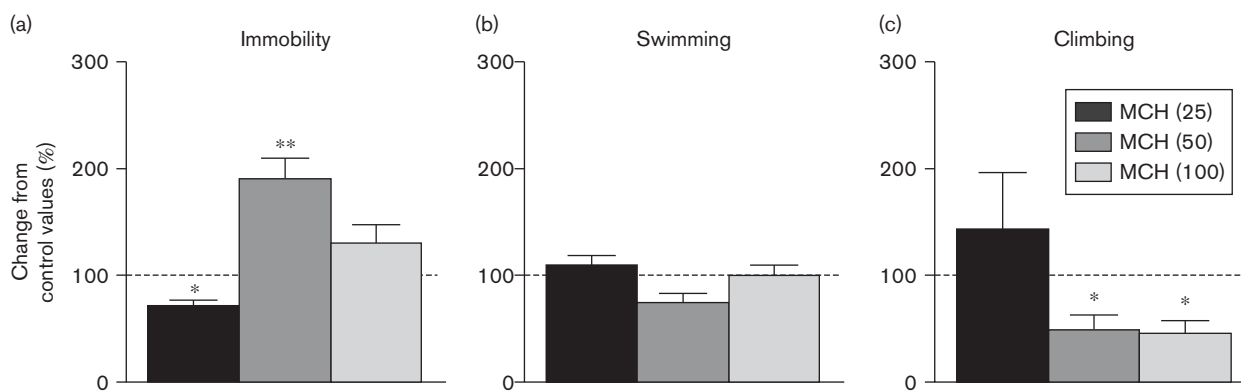 (a)
Immobility
300
200
100
0
Change from
control values (%)
*
**
(b)
Swimming
300
200
100
0
(c)
Climbing
300
200
100
0
*
*
MCH (25)
MCH (50)
MCH (100)